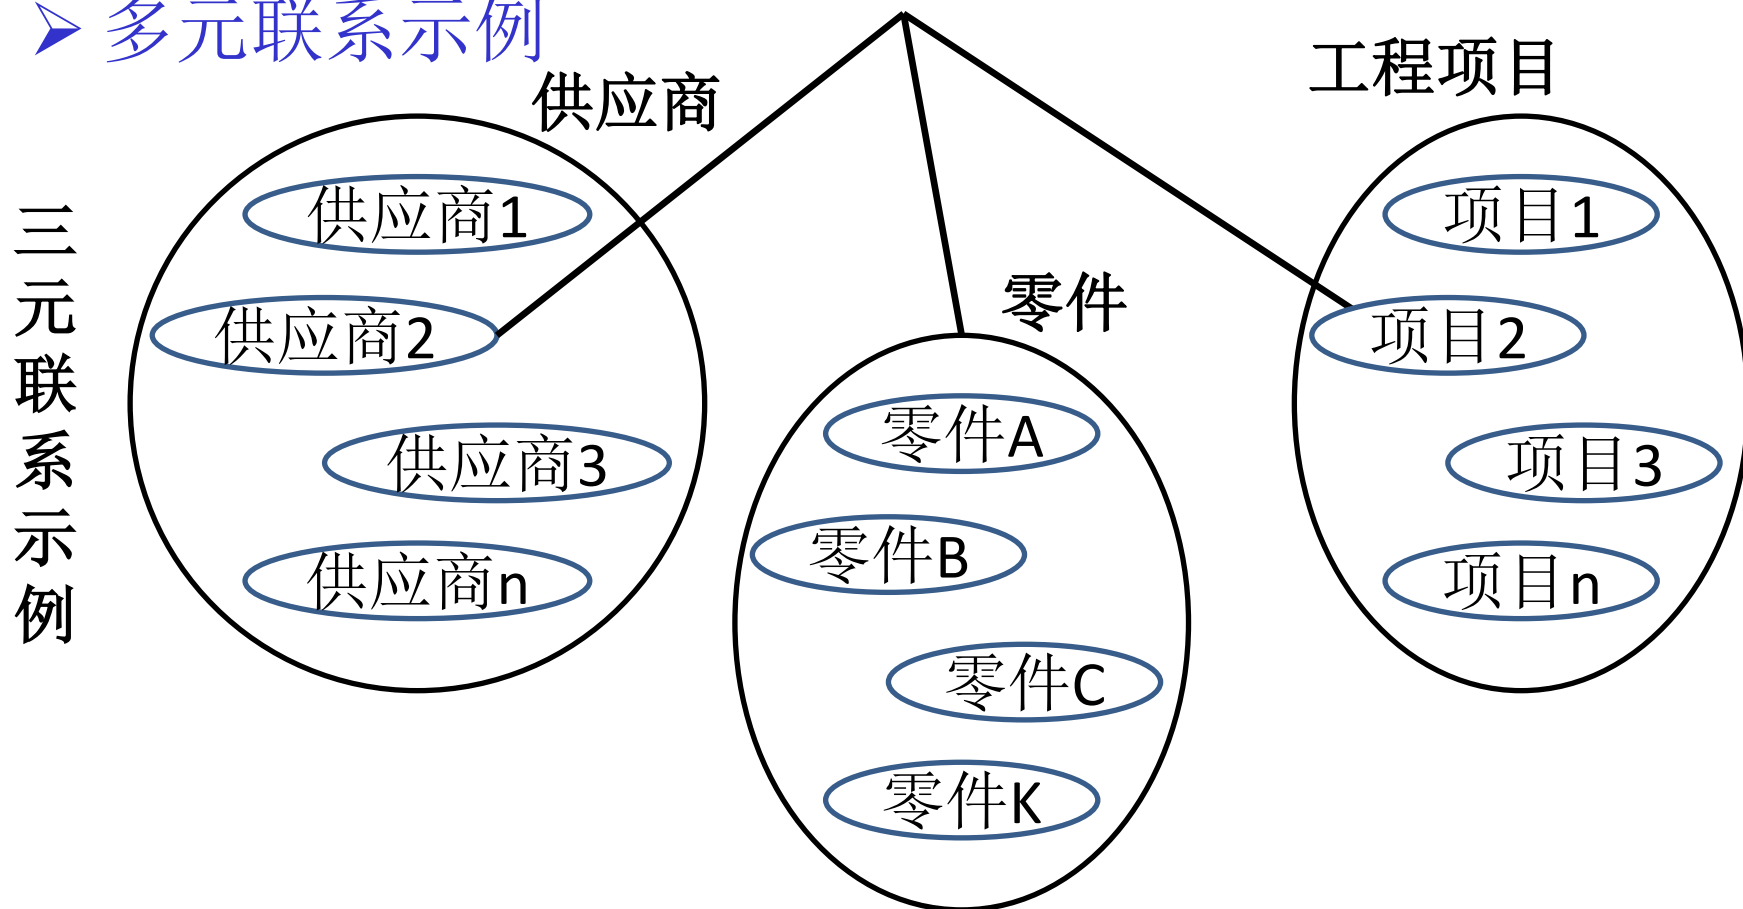 多元联系示例
供应商
工程项目
三元联系示例
供应商1
供应商2
供应商3
供应商n
零件
零件A
零件B
零件C
零件K
项目1
项目2
项目3
项目n